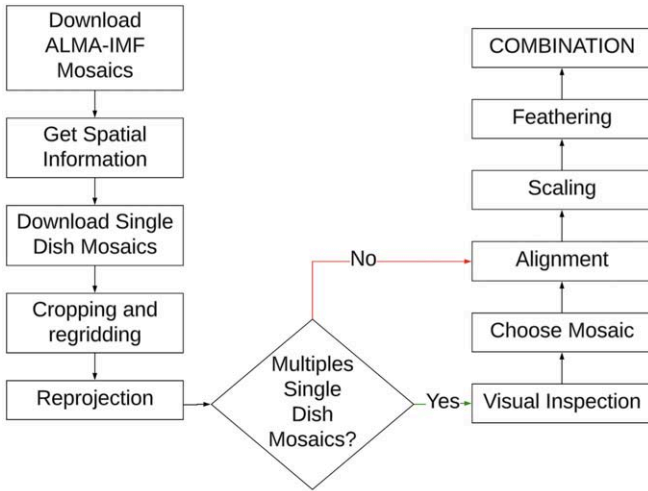 Download
ALMA-IMF
Mosaics
Get Spatial
Information
Download Single
Dish Mosaics
Cropping and
regridding
Reprojection
Multiples
Single
Dish
Mosaics?
No
Yes
Visual Inspection
Choose Mosaic
Alignment
Scaling
Feathering
COMBINATION